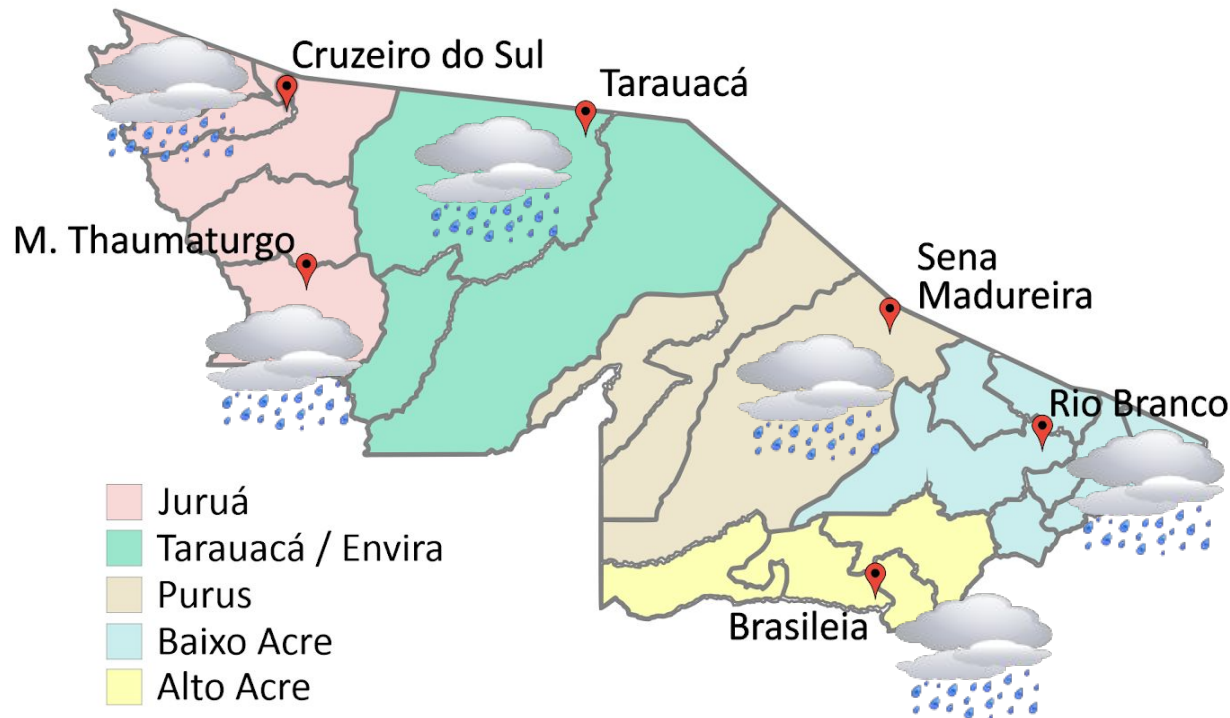 Cruzeiro do Sul
Tarauacá
M. Thaumaturgo
Sena
Madureira
Rio Branco
Brasileia
Juruá
Tarauacá / Envira
Purus
Baixo Acre
Alto Acre